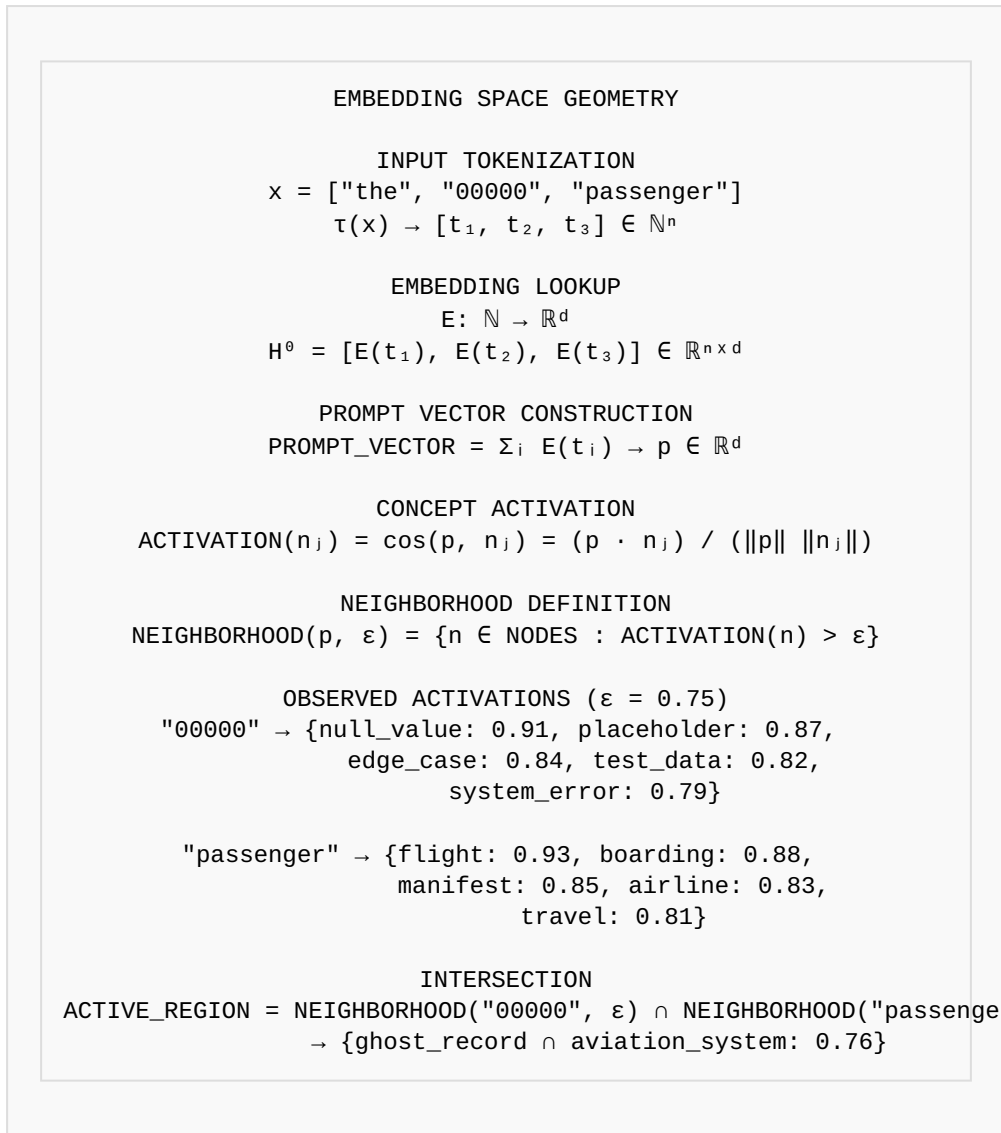 EMBEDDING SPACE GEOMETRY
INPUT TOKENIZATION
x = ["the", "00000", "passenger"]
τ(x) → [t₁, t₂, t₃] ∈ ℕⁿ
EMBEDDING LOOKUP
E: ℕ → ℝᵈ
H⁰ = [E(t₁), E(t₂), E(t₃)] ∈ ℝⁿˣᵈ
PROMPT VECTOR CONSTRUCTION
PROMPT_VECTOR = Σᵢ E(tᵢ) → p ∈ ℝᵈ
CONCEPT ACTIVATION
ACTIVATION(nⱼ) = cos(p, nⱼ) = (p · nⱼ) / (‖p‖ ‖nⱼ‖)
NEIGHBORHOOD DEFINITION
NEIGHBORHOOD(p, ε) = {n ∈ NODES : ACTIVATION(n) > ε}
OBSERVED ACTIVATIONS (ε = 0.75)
"00000" → {null_value: 0.91, placeholder: 0.87,
edge_case: 0.84, test_data: 0.82,
system_error: 0.79}
"passenger" → {flight: 0.93, boarding: 0.88,
manifest: 0.85, airline: 0.83,
travel: 0.81}
INTERSECTION
ACTIVE_REGION = NEIGHBORHOOD("00000", ε) ∩ NEIGHBORHOOD("passenge
→ {ghost_record ∩ aviation_system: 0.76}